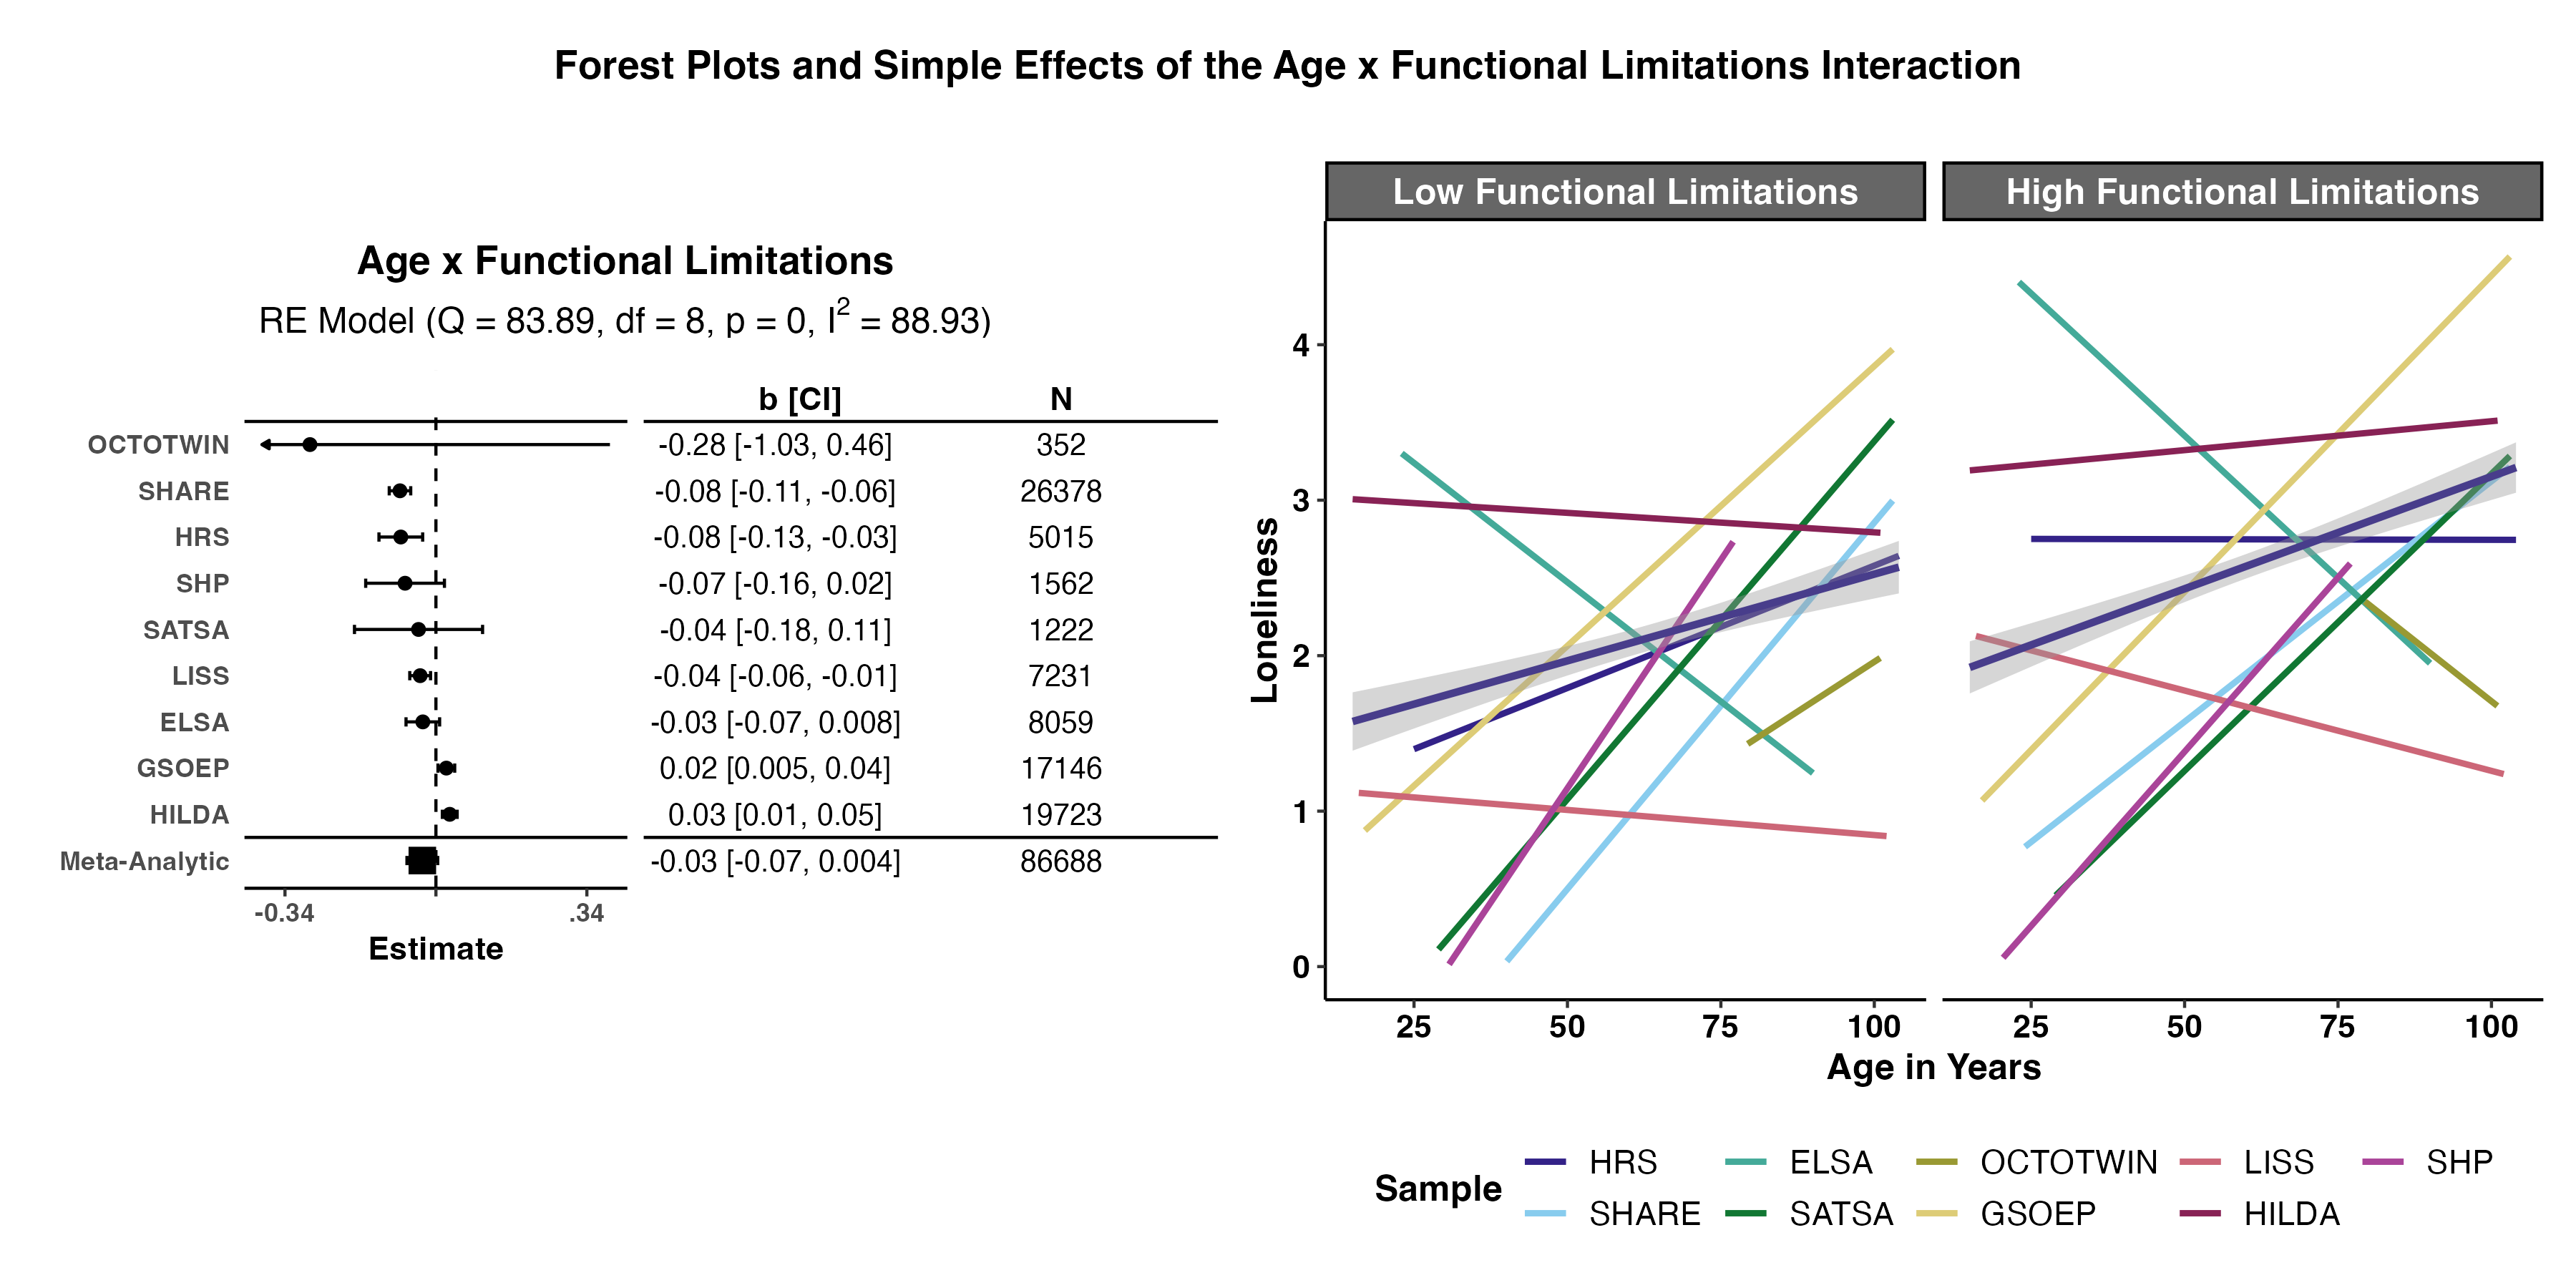 Forest Plots and Simple Effects of the Age x Functional Limitations Interaction
Age x Functional Limitations
RE Model (Q = 83.89, df = 8, p = 0, I² = 88.93)
b [CI] N
OCTOTWIN -0.28 [-1.03, 0.46] 352
SHARE -0.08 [-0.11, -0.06] 26378
HRS -0.08 [-0.13, -0.03] 5015
SHP -0.07 [-0.16, 0.02] 1562
SATSA -0.04 [-0.18, 0.11] 1222
LISS -0.04 [-0.06, -0.01] 7231
ELSA -0.03 [-0.07, 0.008] 8059
GSOEP 0.02 [0.005, 0.04] 17146
HILDA 0.03 [0.01, 0.05] 19723
Meta-Analytic -0.03 [-0.07, 0.004] 86688
-0.34 .34
Estimate
Low Functional Limitations High Functional Limitations
Loneliness
4
3
2
1
0
25 50 75 100 25 50 75 100
Age in Years
Sample
HRS ELSA OCTOTWIN LISS SHP
SHARE SATSA GSOEP HILDA